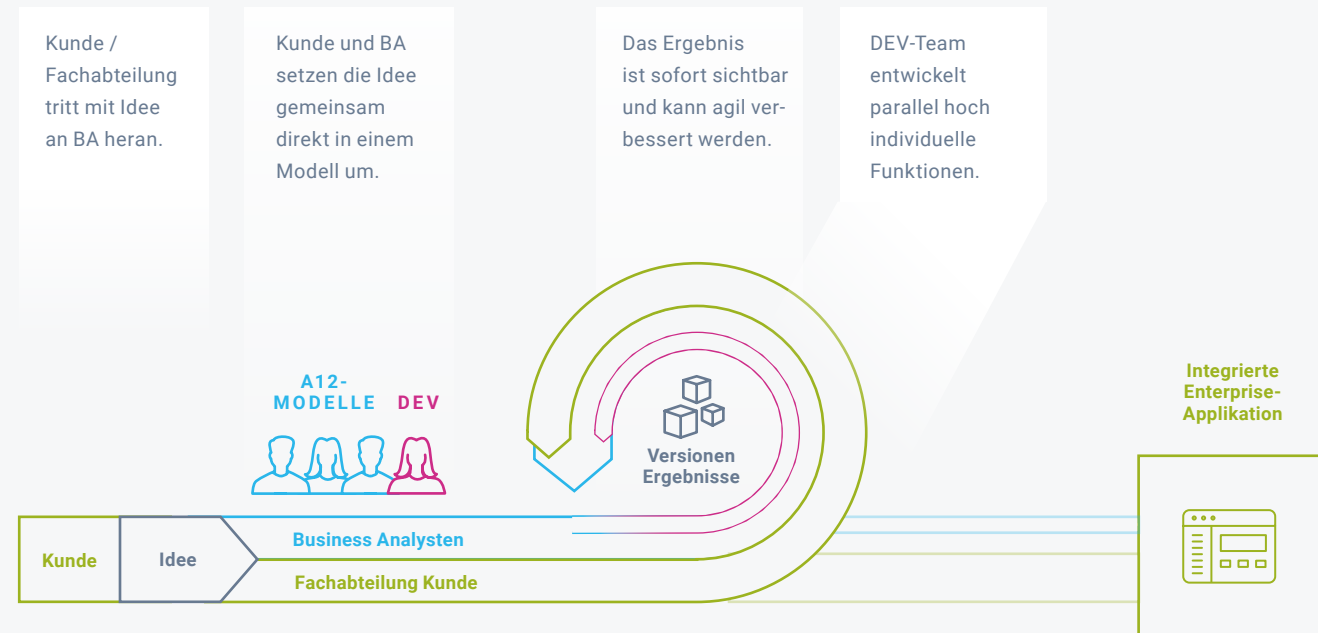 Kunde /
Fachabteilung
tritt mit Idee
an BA heran.
Kunde und BA
setzen die Idee
gemeinsam
direkt in einem
Modell um.
Das Ergebnis
ist sofort sichtbar
und kann agil ver-
bessert werden.
DEV-Team
entwickelt
parallel hoch
individuelle
Funktionen.
A12-
MODELLE
DEV
Versionen
Ergebnisse
Integrierte
Enterprise-
Applikation
Kunde
Idee
Business Analysten
Fachabteilung Kunde